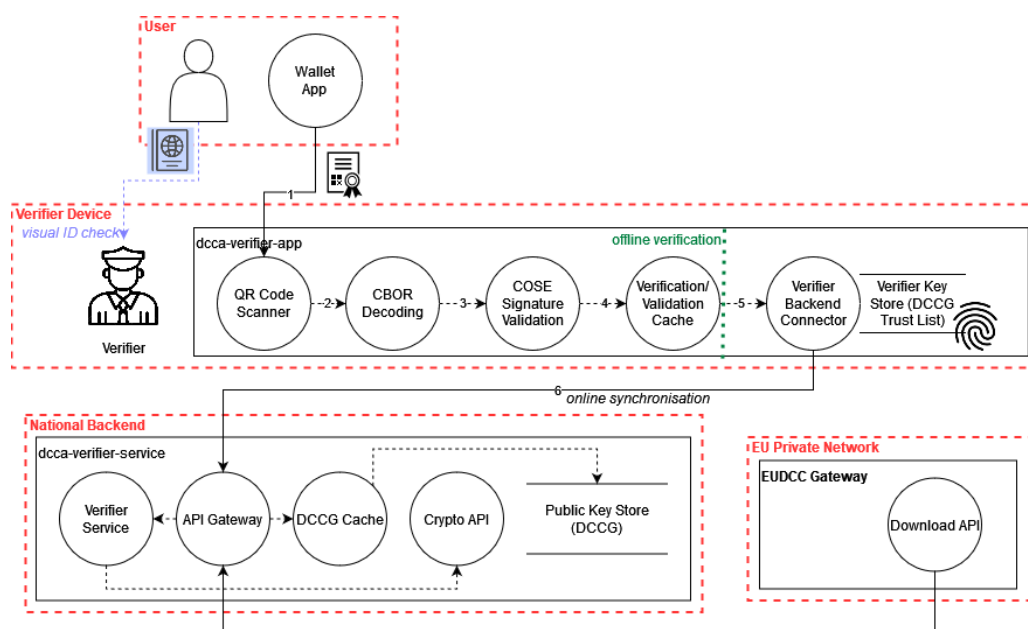 User
Wallet
App
1
Verifier Device
visual ID check
Verifier
dcca-verifier-app
offline verification
QR Code
Scanner
2
CBOR
Decoding
3
COSE
Signature
Validation
4
Verification/
Validation
Cache
5
Verifier
Backend
Connector
Verifier Key
Store (DCCG
Trust List)
6
online synchronisation
National Backend
dcca-verifier-service
Verifier
Service
API Gateway
DCCG Cache
Crypto API
Public Key Store
(DCCG)
EU Private Network
EUDCC Gateway
Download API